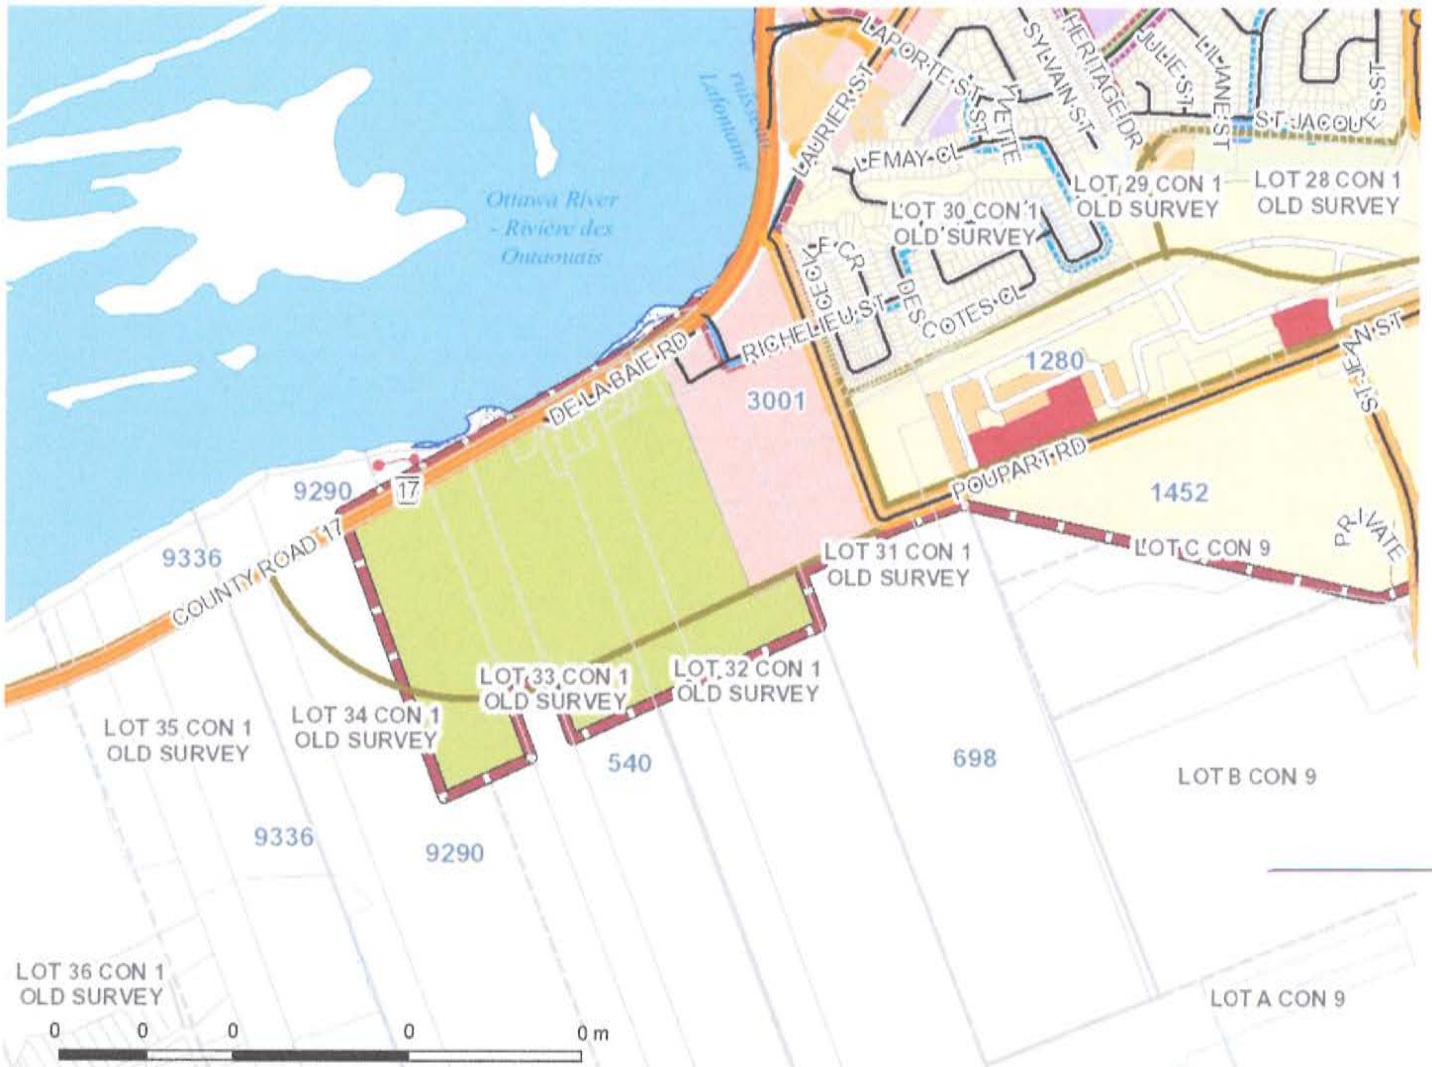 LAPORTE ST
SYLVAIN ST
HERITAGE DR
JULIE ST
LILIANE ST
S ST
ruisseau
Lafontaine
LAURIER ST
YVETTE
ST
ST JACQU
LEMAY CL
Ottawa River
- Rivière des
Outaouais
LOT 29 CON 1
OLD SURVEY
LOT 28 CON 1
OLD SURVEY
LOT 30 CON 1
OLD SURVEY
E CR
DES
COTES CL
RICHELIEU ST
DE LA BAIE RD
1280
3001
N ST
ST JEAN
POUPART RD
9290
17
1452
PRIVATE
9336
COUNTY ROAD 17
LOT 31 CON 1
OLD SURVEY
LOT C CON 9
LOT 33 CON 1
OLD SURVEY
LOT 32 CON 1
OLD SURVEY
LOT 35 CON 1
OLD SURVEY
LOT 34 CON 1
OLD SURVEY
540
698
LOT B CON 9
9336
9290
LOT 36 CON 1
OLD SURVEY
LOT A CON 9
0 0 0 0 0 m